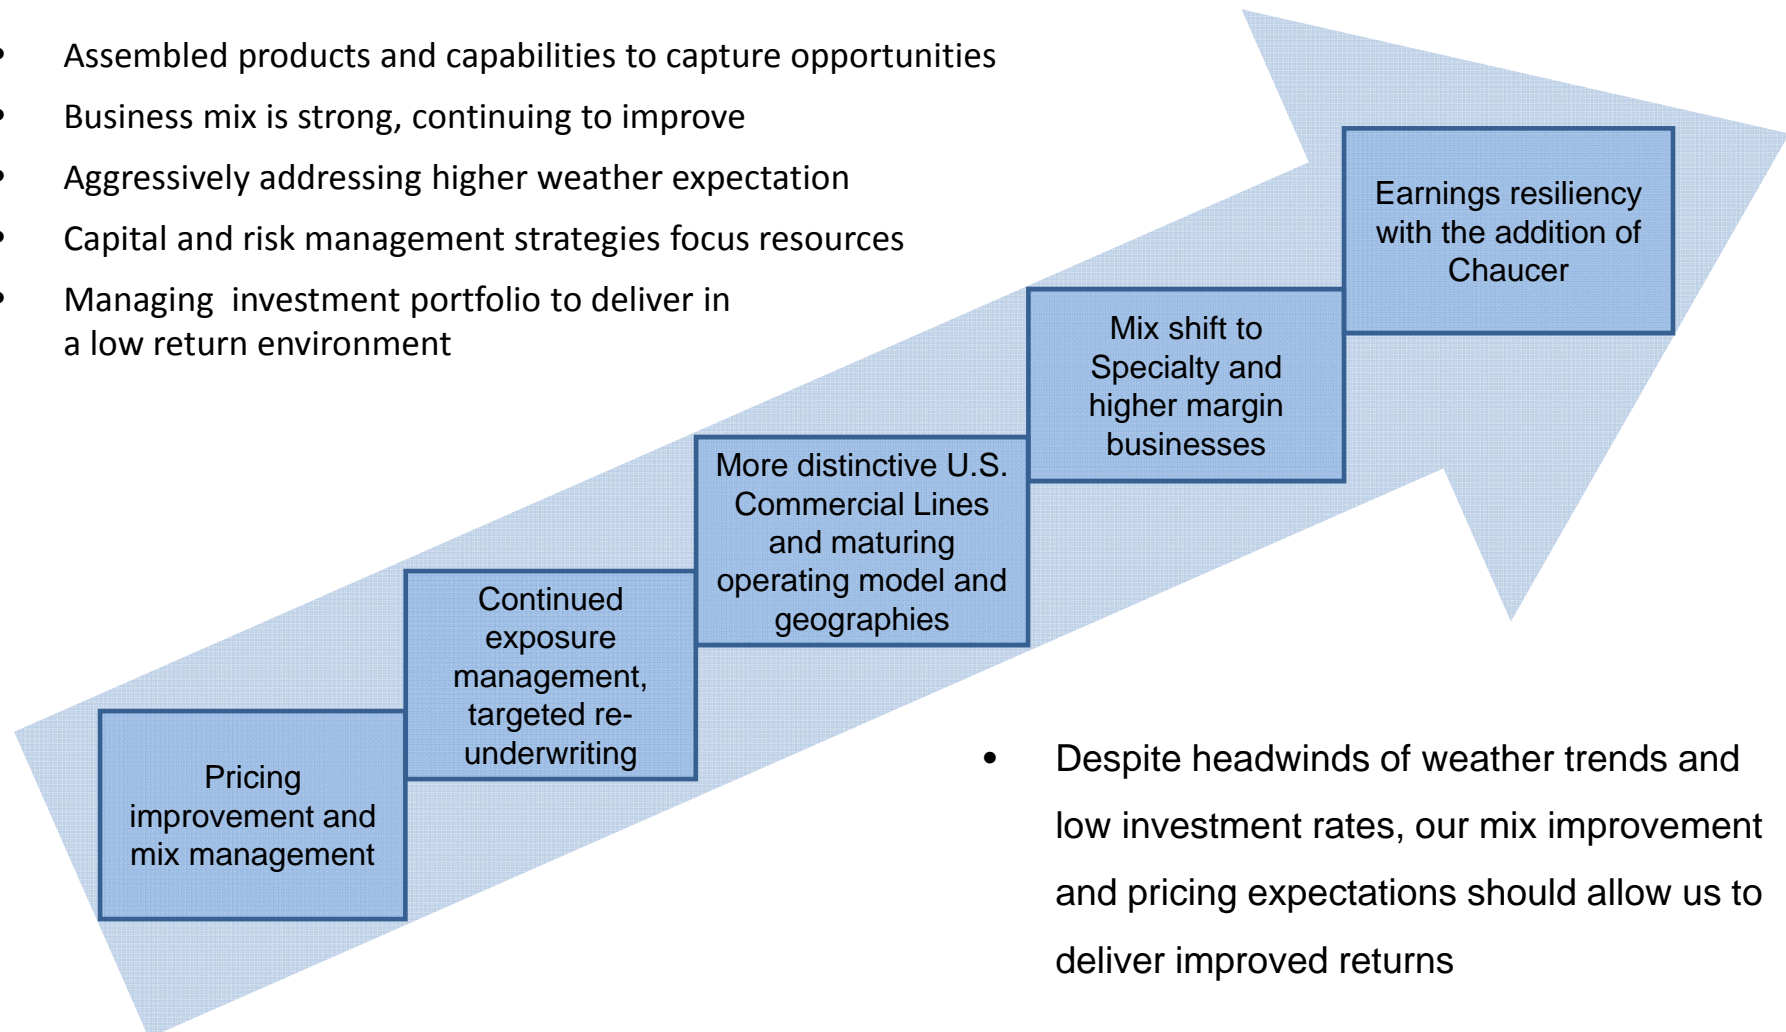 • Assembled products and capabilities to capture opportunities
• Business mix is strong, continuing to improve
• Aggressively addressing higher weather expectation
• Capital and risk management strategies focus resources
• Managing investment portfolio to deliver in
a low return environment
Earnings resiliency
with the addition of
Chaucer
Mix shift to
Specialty and
higher margin
businesses
More distinctive U.S.
Commercial Lines
and maturing
operating model and
geographies
Continued
exposure
management,
targeted re-
underwriting
Pricing
improvement and
mix management
• Despite headwinds of weather trends and
low investment rates, our mix improvement
and pricing expectations should allow us to
deliver improved returns